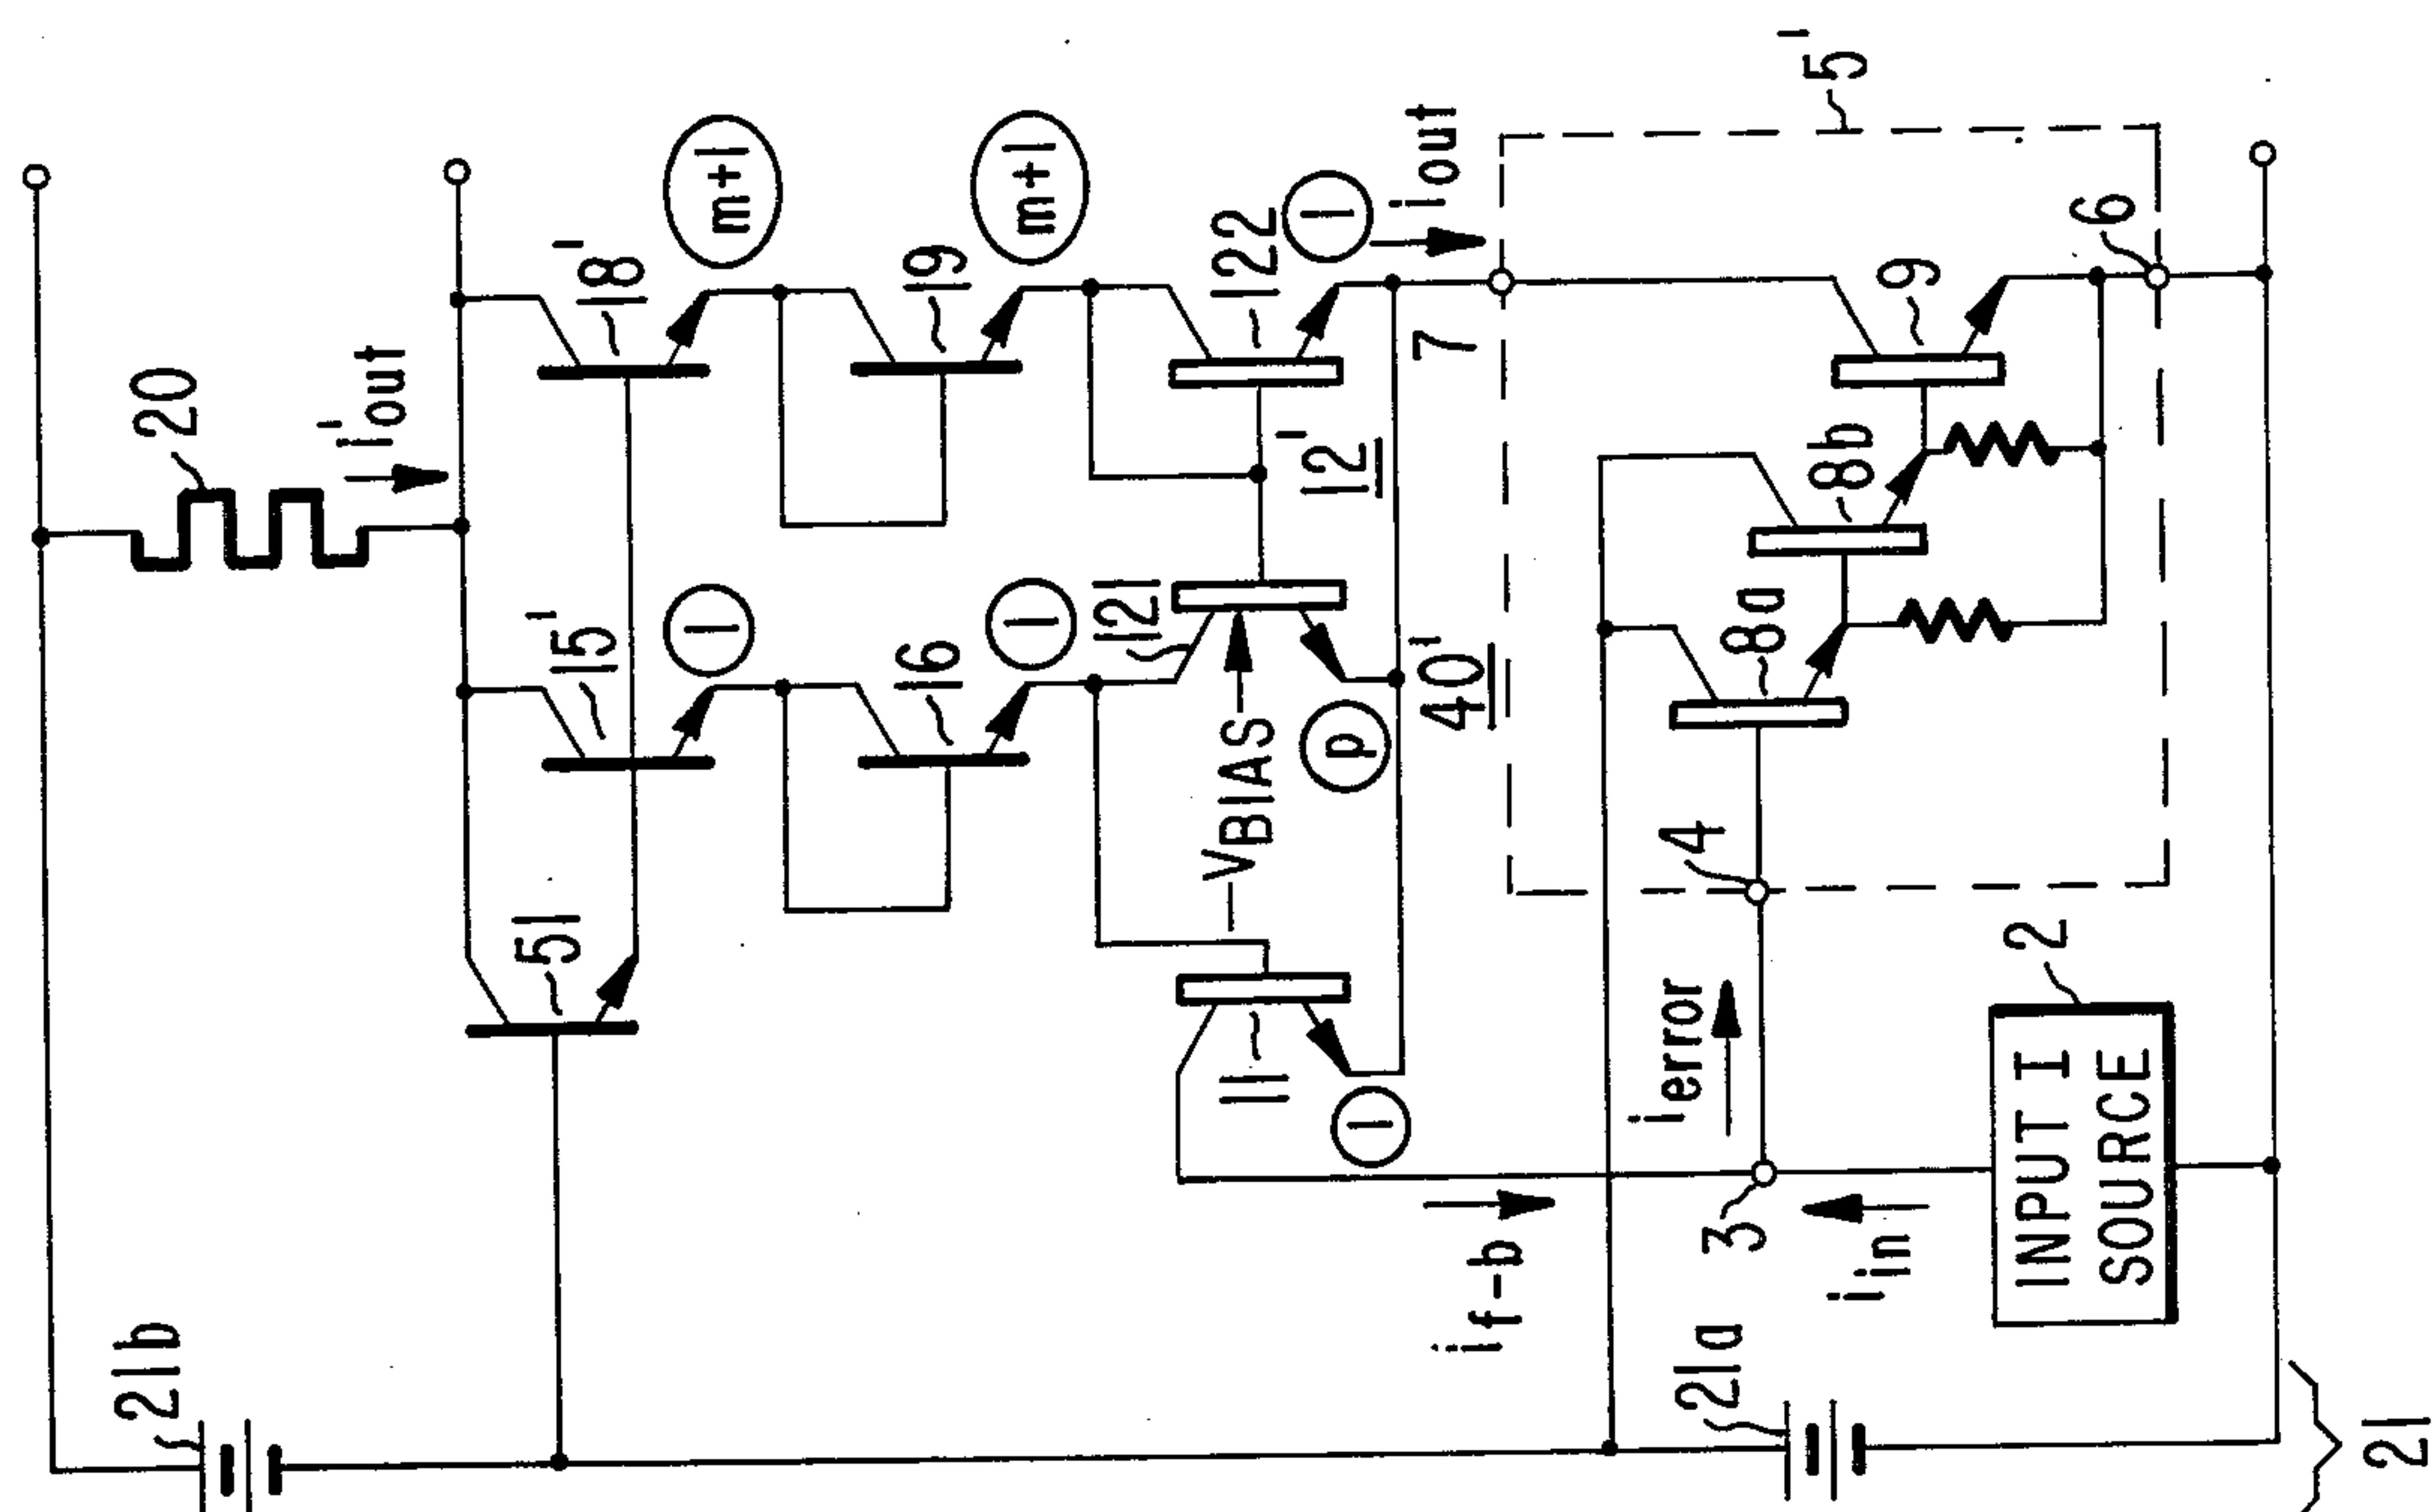 21b
20
i'out
51
15'
1
18'
m+1
16
1
19
m+1
VBIAS
121
12'
122
1
11
1
p
40'
7
iout
if-b
5'
21a
3
ierror
4
8a
8b
9
iin
INPUT I
SOURCE
2
6
21